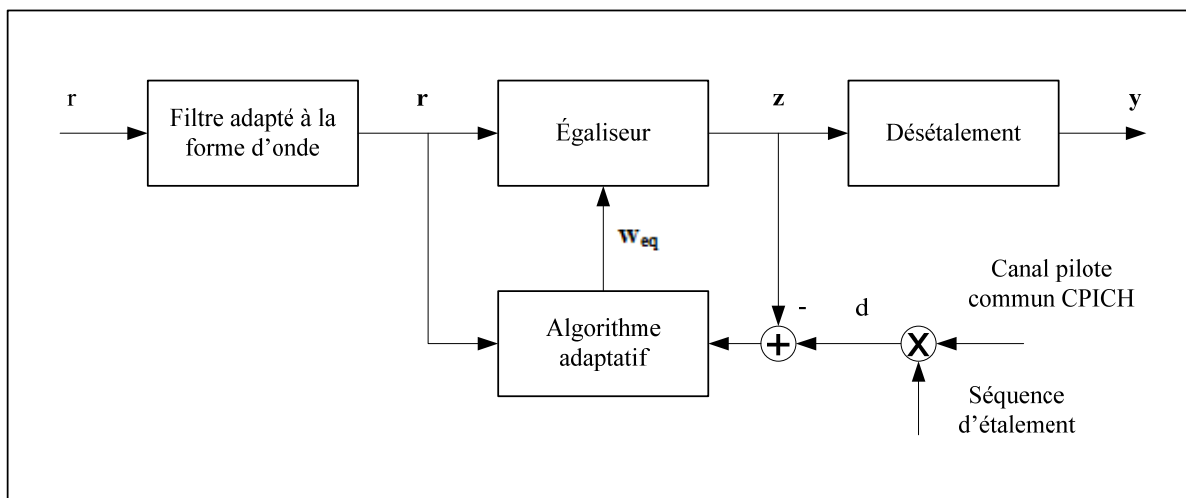 r
Filtre adapté à la
forme d’onde
r
Égaliseur
z
Désétalement
y
w_eq
Algorithme
adaptatif
-
+
d
X
Canal pilote
commun CPICH
Séquence
d’étalement